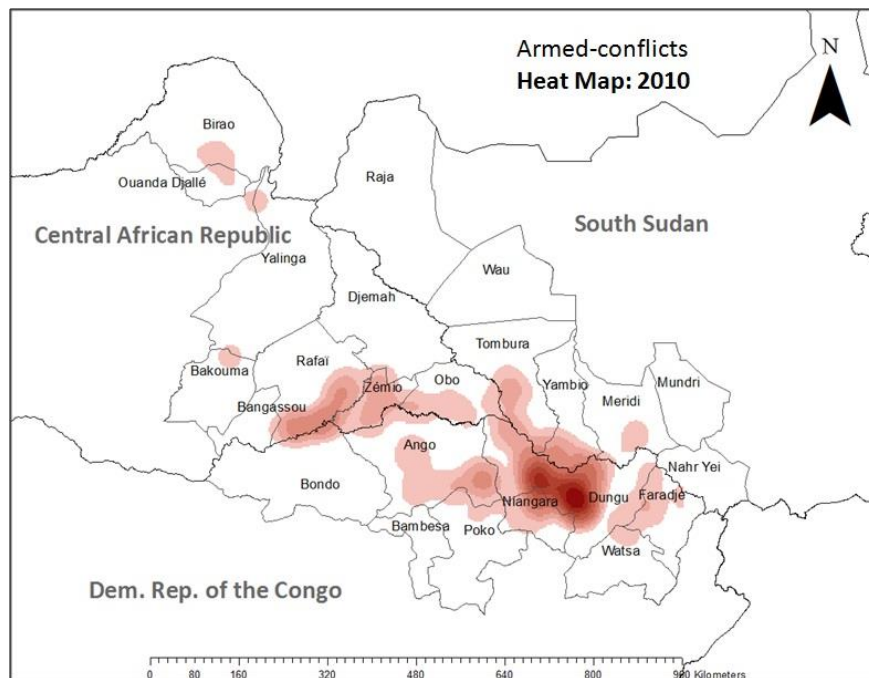 Armed-conflicts
Heat Map: 2010
N
Birao
Ouanda Djallé
Raja
South Sudan
Central African Republic
Yalinga
Wau
Djemah
Tombura
Rafaï
Bakouma
Zémio
Obo
Yambio
Mundri
Meridi
Bangassou
Ango
Nahr Yei
Bondo
Niangara
Dungu
Faradje
Bambesa
Poko
Watsa
Dem. Rep. of the Congo
0 80 160 320 480 640 800 960 Kilometers